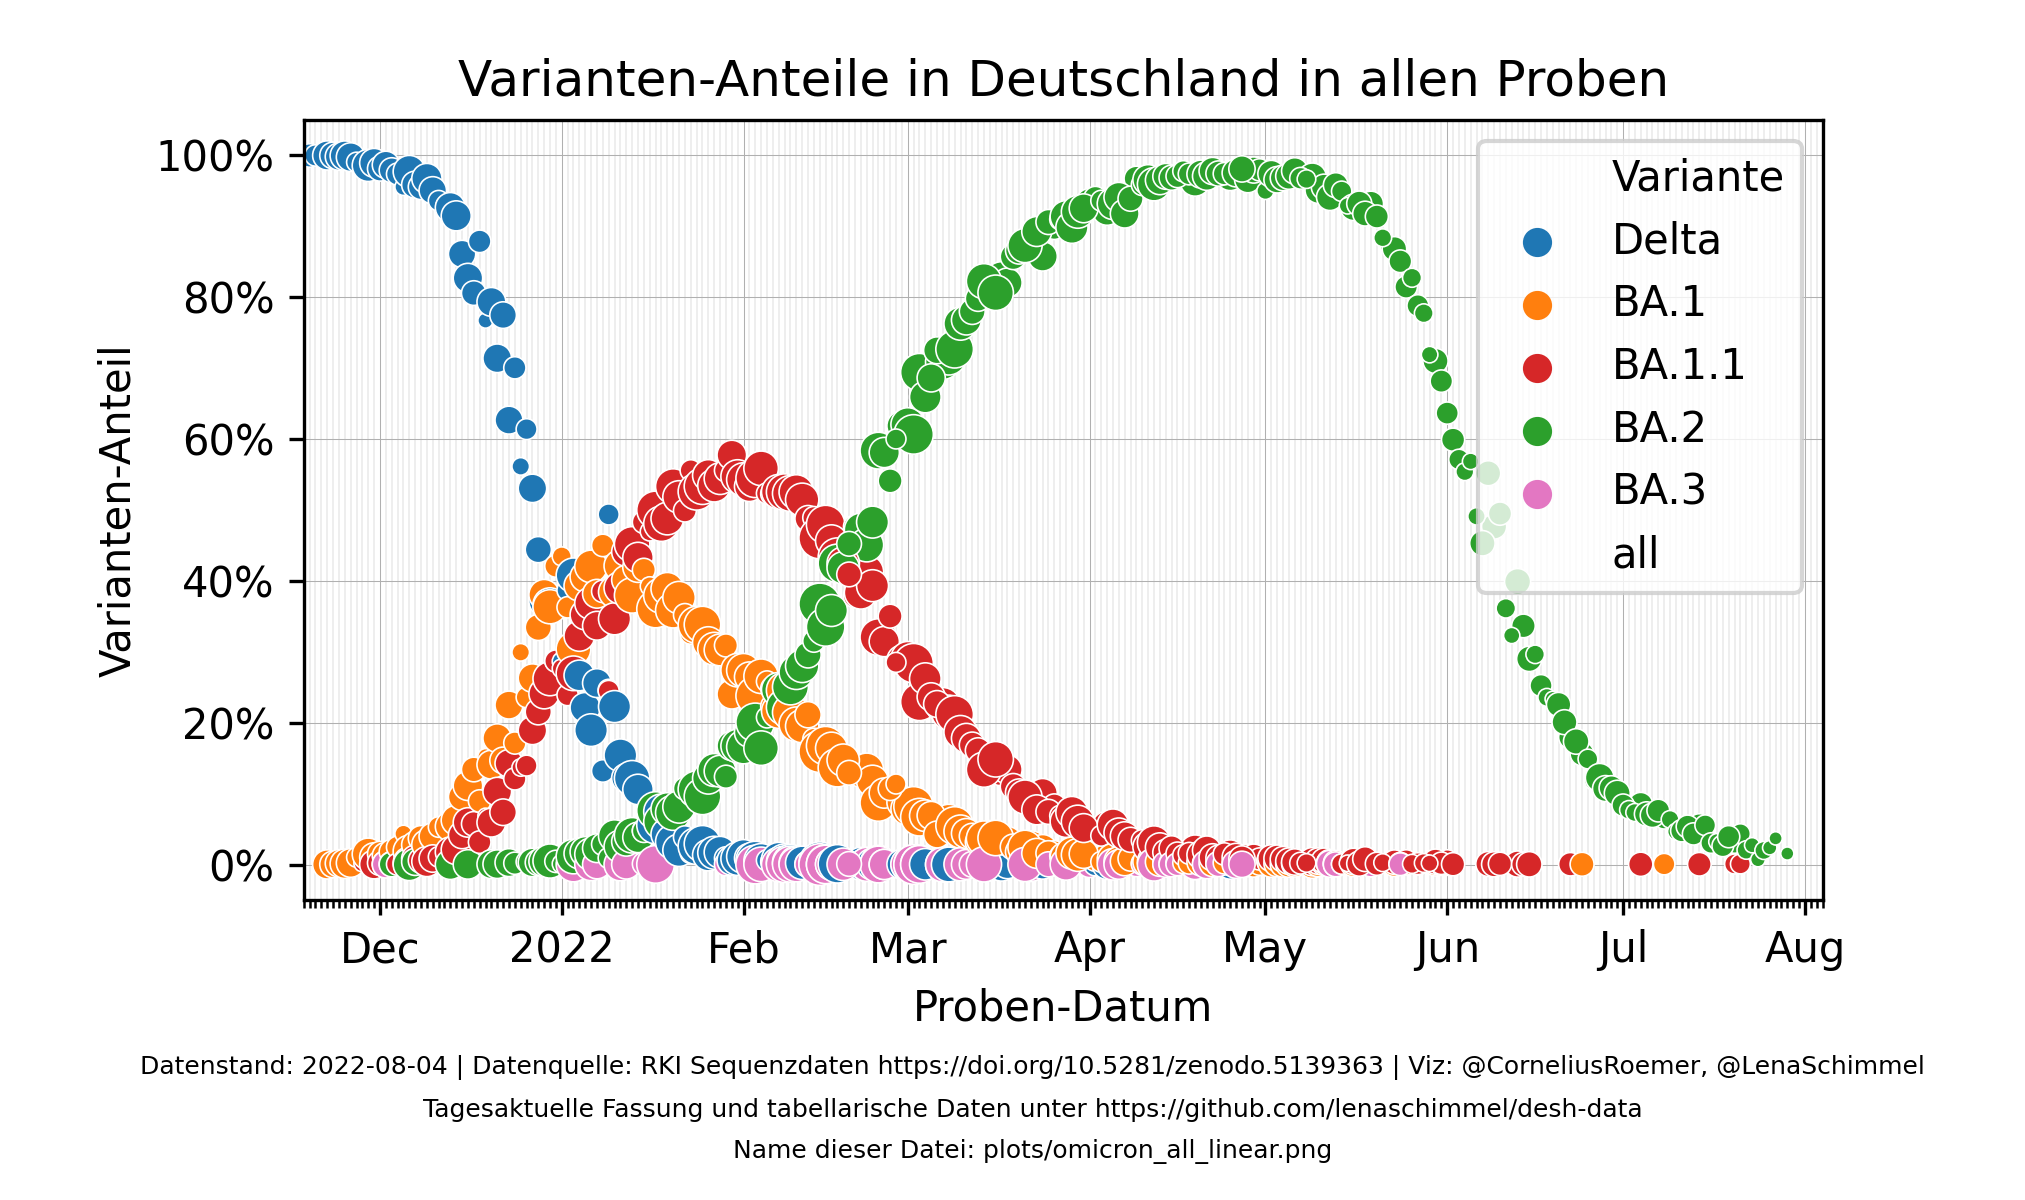 Varianten-Anteile in Deutschland in allen Proben
Varianten-Anteil
100%
80%
60%
40%
20%
0%
Variante
Delta
BA.1
BA.1.1
BA.2
BA.3
all
Dec 2022 Feb Mar Apr May Jun Jul Aug
Proben-Datum
Datenstand: 2022-08-04 | Datenquelle: RKI Sequenzdaten https://doi.org/10.5281/zenodo.5139363 | Viz: @CorneliusRoemer, @LenaSchimmel
Tagesaktuelle Fassung und tabellarische Daten unter https://github.com/lenaschimmel/desh-data
Name dieser Datei: plots/omicron_all_linear.png